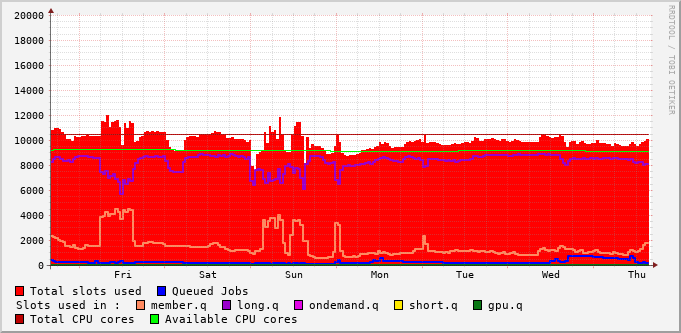 20000
18000
16000
14000
12000
10000
8000
6000
4000
2000
0
Fri Sat Sun Mon Tue Wed Thu
RRDTOOL / TOBI OETIKER
Total slots used Queued Jobs
Slots used in : member.q long.q ondemand.q short.q gpu.q
Total CPU cores Available CPU cores